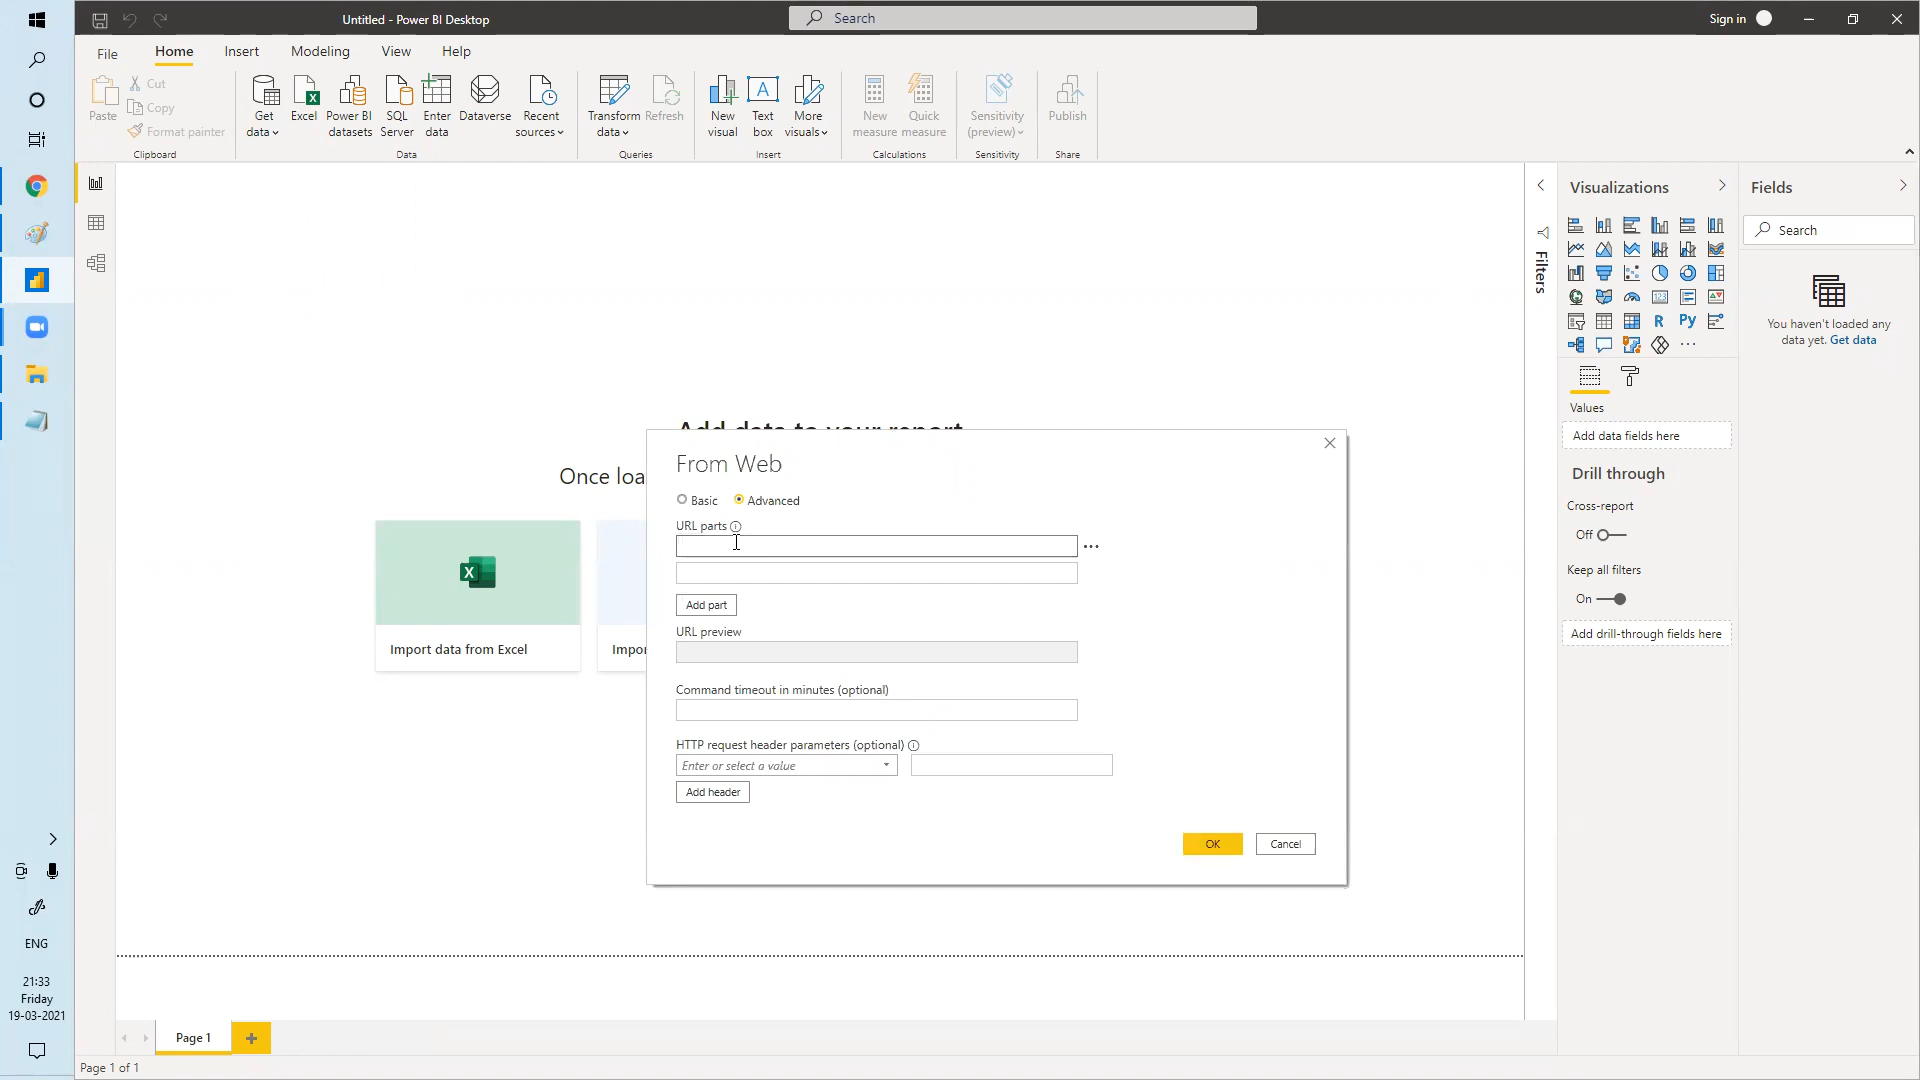 Untitled - Power BI Desktop
Search
Sign in
File
Home
Insert
Modeling
View
Help
Paste
Cut
Copy
Format painter
Clipboard
Get data
Excel
Power BI datasets
SQL Server
Enter data
Dataverse
Recent sources
Data
Transform data
Refresh
Queries
New visual
Text box
More visuals
Insert
New measure
Quick measure
Calculations
Sensitivity (preview)
Sensitivity
Publish
Share
Add data to your report
Once loa
Import data from Excel
Impor
From Web
Basic
Advanced
URL parts
Add part
URL preview
Command timeout in minutes (optional)
HTTP request header parameters (optional)
Enter or select a value
Add header
OK
Cancel
Filters
Visualizations
R
Py
123
Values
Add data fields here
Drill through
Cross-report
Off
Keep all filters
On
Add drill-through fields here
Fields
Search
You haven't loaded any
data yet. Get data
ENG
21:33
Friday
19-03-2021
Page 1
Page 1 of 1